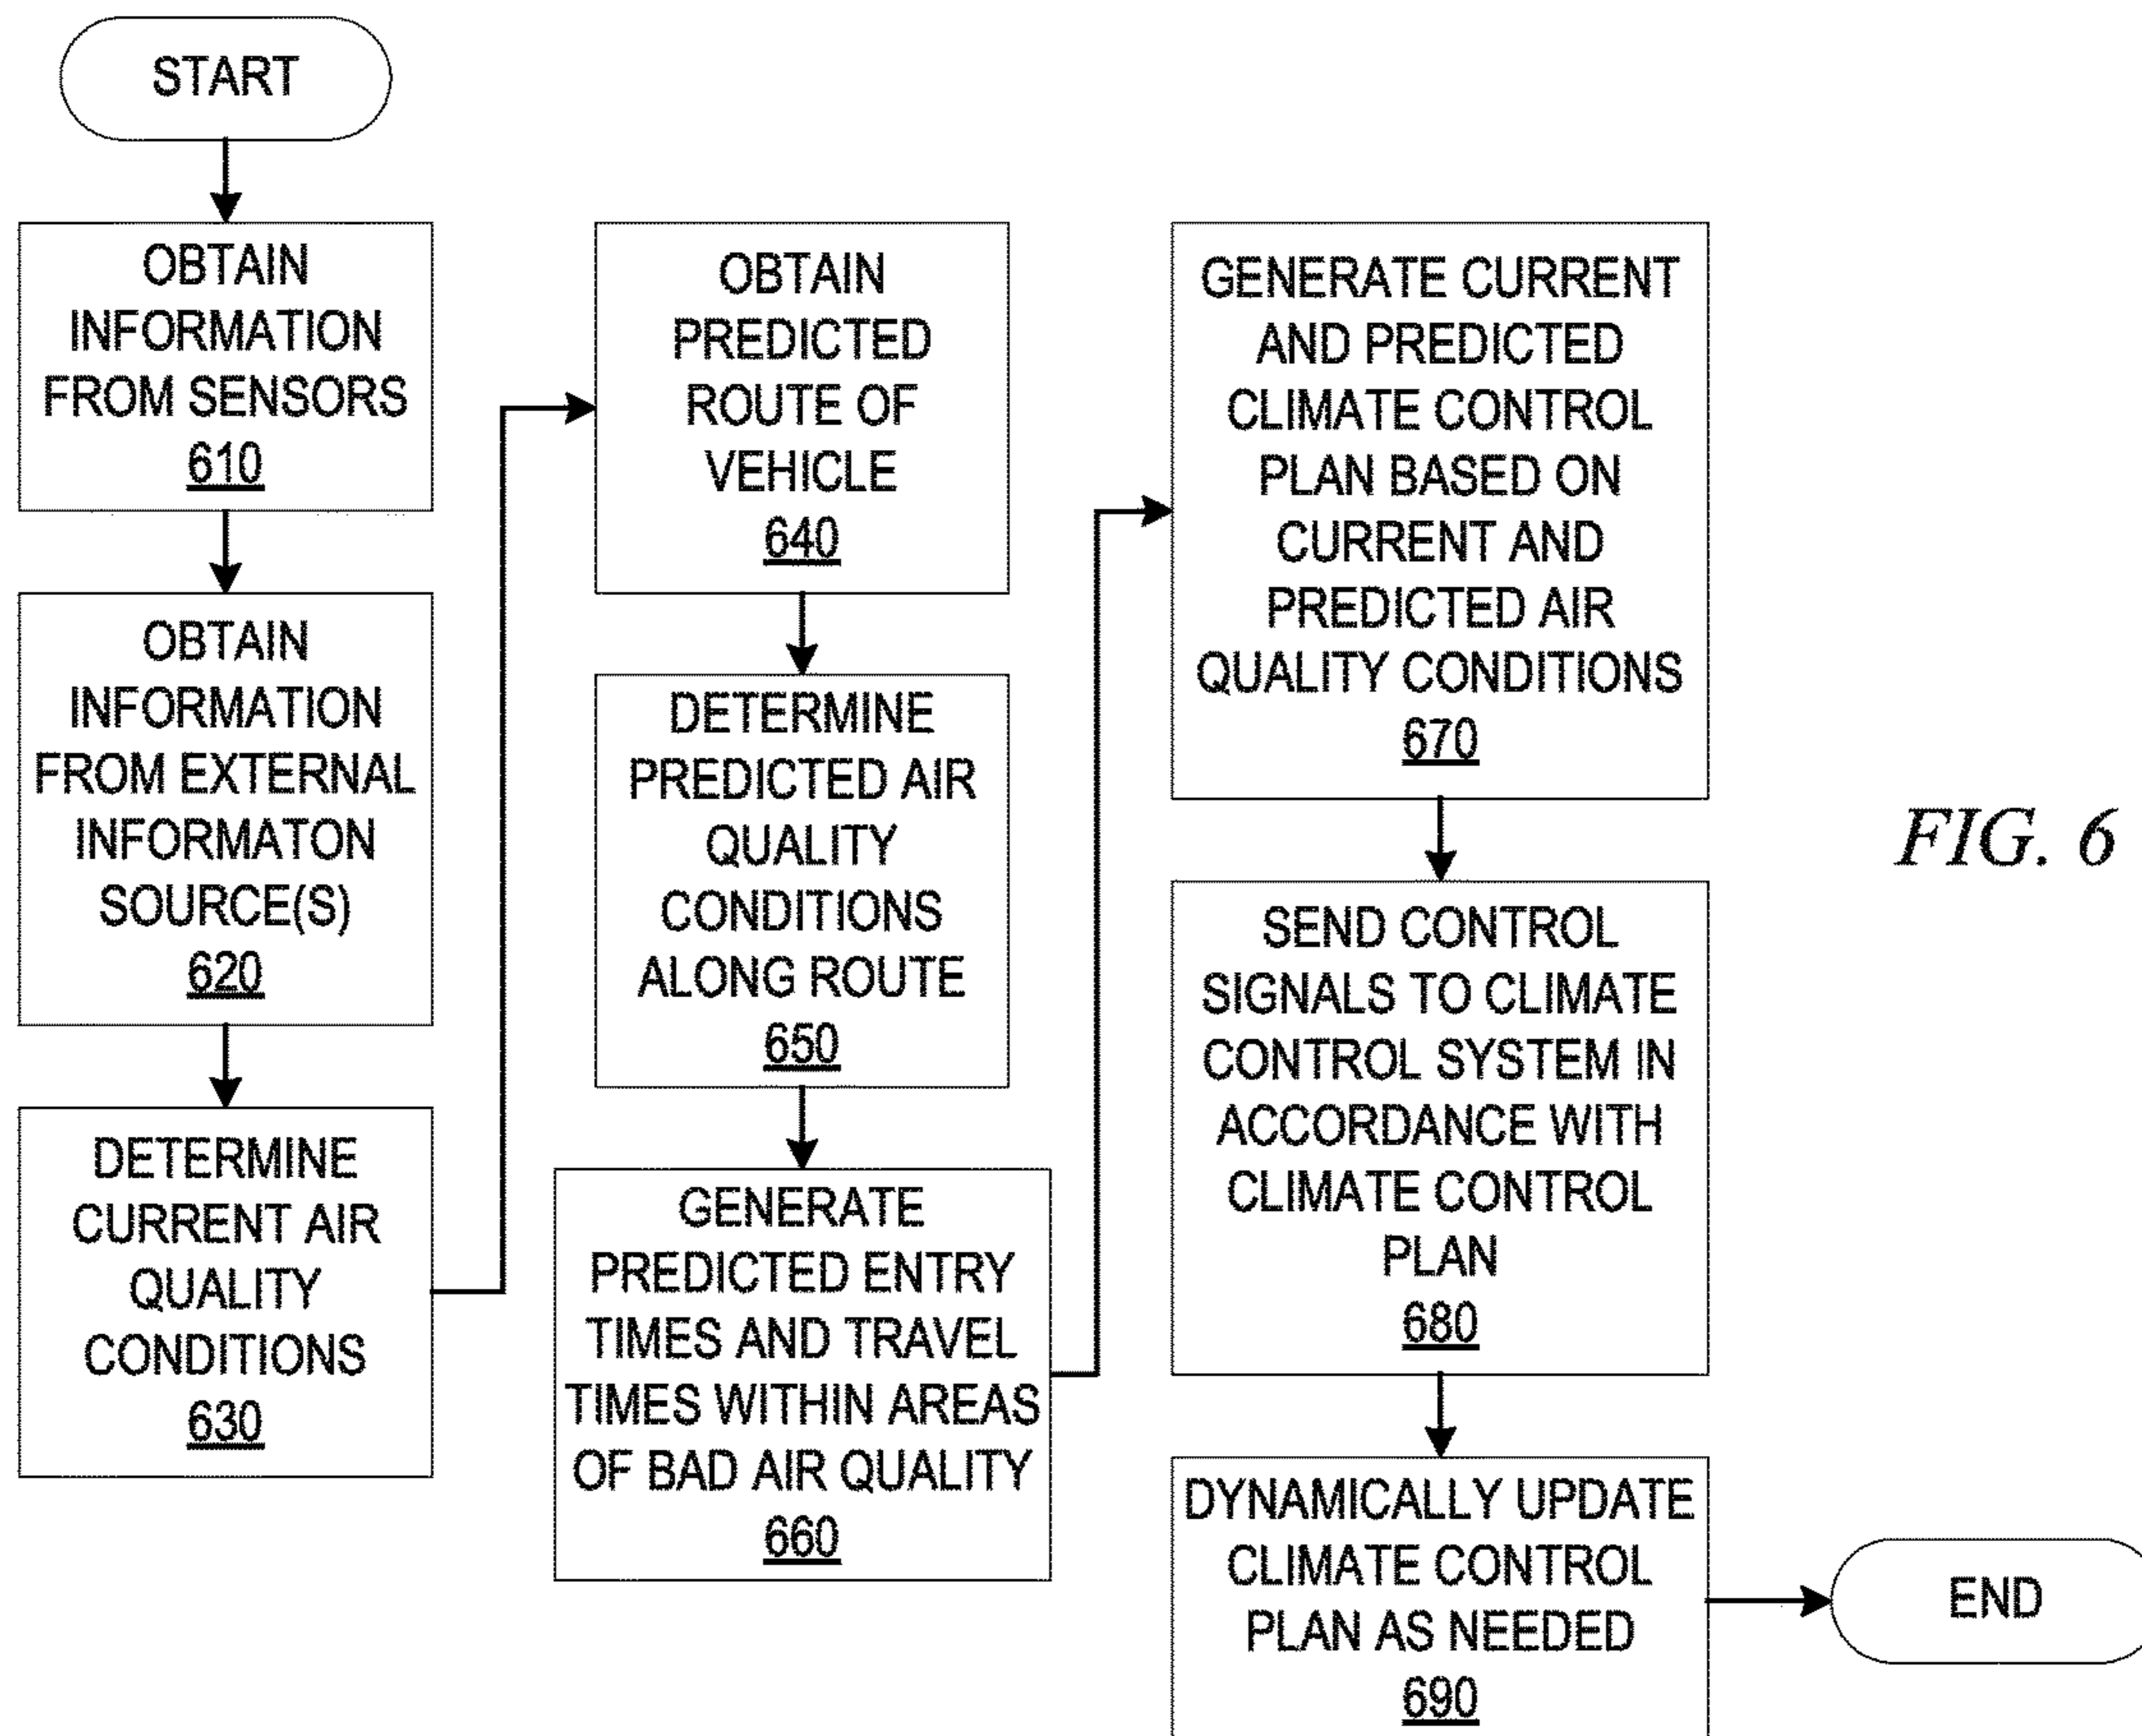 START
OBTAIN
INFORMATION
FROM SENSORS
610
OBTAIN
INFORMATION
FROM EXTERNAL
INFORMATON
SOURCE(S)
620
DETERMINE
CURRENT AIR
QUALITY
CONDITIONS
630
OBTAIN
PREDICTED
ROUTE OF
VEHICLE
640
DETERMINE
PREDICTED AIR
QUALITY
CONDITIONS
ALONG ROUTE
650
GENERATE
PREDICTED ENTRY
TIMES AND TRAVEL
TIMES WITHIN AREAS
OF BAD AIR QUALITY
660
GENERATE CURRENT
AND PREDICTED
CLIMATE CONTROL
PLAN BASED ON
CURRENT AND
PREDICTED AIR
QUALITY CONDITIONS
670
SEND CONTROL
SIGNALS TO CLIMATE
CONTROL SYSTEM IN
ACCORDANCE WITH
CLIMATE CONTROL
PLAN
680
DYNAMICALLY UPDATE
CLIMATE CONTROL
PLAN AS NEEDED
690
END
FIG. 6